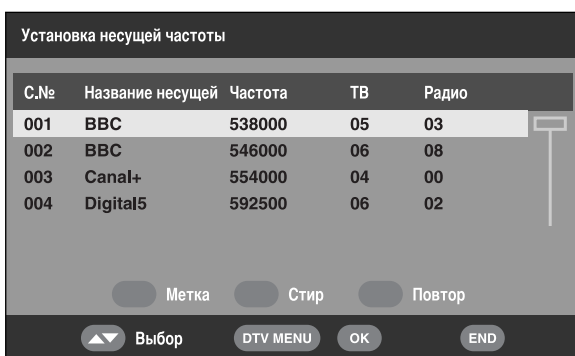 Установка несущей частоты
С.№ Название несущей Частота ТВ Радио
001 BBC 538000 05 03
002 BBC 546000 06 08
003 Canal+ 554000 04 00
004 Digital5 592500 06 02
Метка Стир Повтор
Выбор DTV MENU OK END